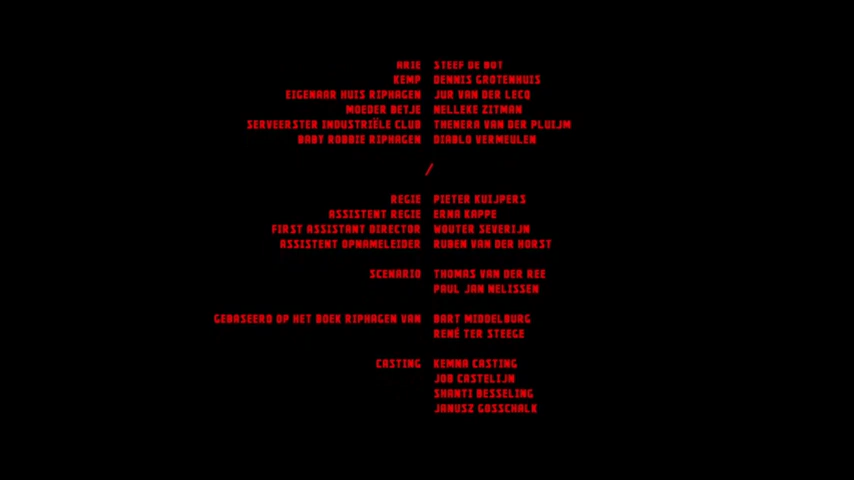 ARIE STEEF DE BOT
KEMP DENNIS GROTENHUIS
EIGENAAR HUIS RIPHAGEN JUR VAN DER LECQ
MOEDER BETJE NELLEKE ZITMAN
SERVEERSTER INDUSTRIËLE CLUB THENERA VAN DER PLUIJM
BABY ROBBIE RIPHAGEN DIABLO VERMEULEN
/
REGIE PIETER KUIJPERS
ASSISTENT REGIE ERNA KAPPE
FIRST ASSISTANT DIRECTOR WOUTER SEVERIJN
ASSISTENT OPNAMELEIDER RUBEN VAN DER HORST
SCENARIO THOMAS VAN DER REE
PAUL JAN NELISSEN
GEBASEERD OP HET BOEK RIPHAGEN VAN BART MIDDELBURG
RENÉ TER STEEGE
CASTING KEMNA CASTING
JOB CASTELIJN
SHANTI BESSELING
JANUSZ GOSSCHALK